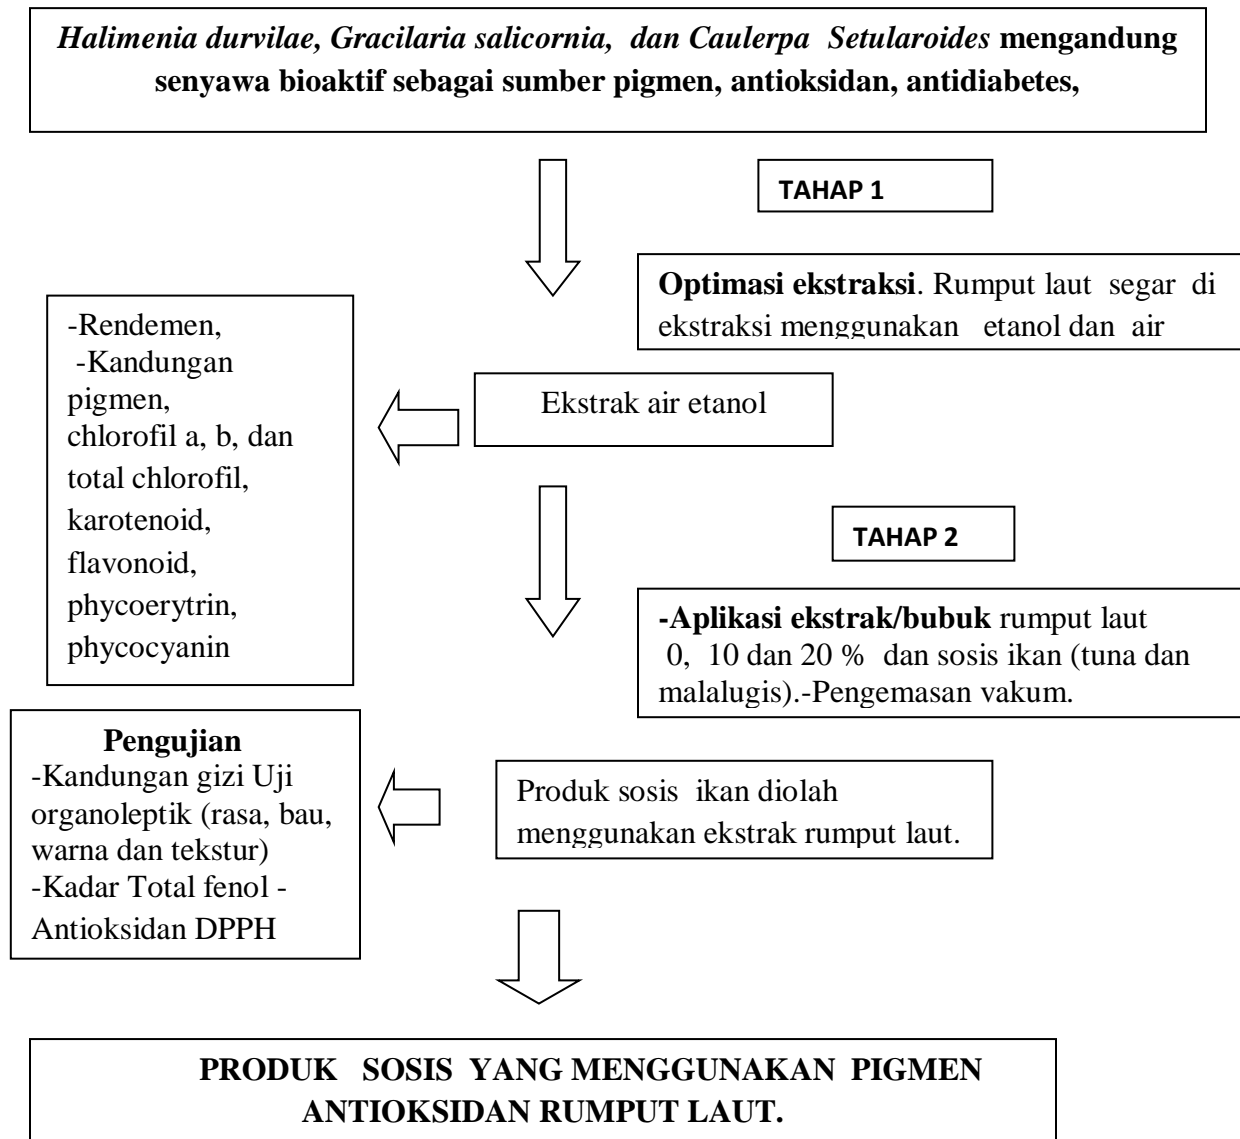 Halimenia durvilae, Gracilaria salicornia, dan Caulerpa Setularoides mengandung
senyawa bioaktif sebagai sumber pigmen, antioksidan, antidiabetes,
TAHAP 1
Optimasi ekstraksi. Rumput laut segar di
ekstraksi menggunakan etanol dan air
-Rendemen,
-Kandungan
pigmen,
chlorofil a, b, dan
total chlorofil,
karotenoid,
flavonoid,
phycoerytrin,
phycocyanin
Ekstrak air etanol
TAHAP 2
-Aplikasi ekstrak/bubuk rumput laut
0, 10 dan 20 % dan sosis ikan (tuna dan
malalugis).-Pengemasan vakum.
Pengujian
-Kandungan gizi Uji
organoleptik (rasa, bau,
warna dan tekstur)
-Kadar Total fenol -
Antioksidan DPPH
Produk sosis ikan diolah
menggunakan ekstrak rumput laut.
PRODUK SOSIS YANG MENGGUNAKAN PIGMEN
ANTIOKSIDAN RUMPUT LAUT.